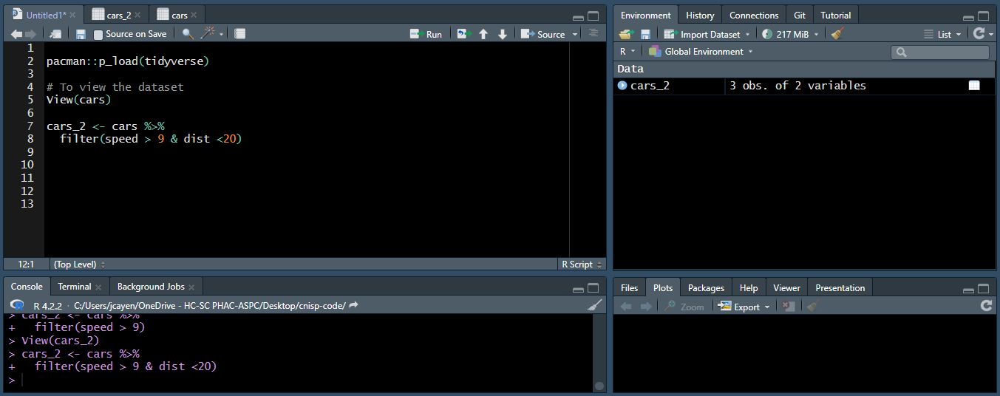 Untitled1* cars_2 cars
Source on Save Run Source
1
2 pacman::p_load(tidyverse)
3
4 # To view the dataset
5 View(cars)
6
7 cars_2 <- cars %>%
8 filter(speed > 9 & dist <20)
9
10
11
12
13
12:1 (Top Level) R Script
Console Terminal Background Jobs
R 4.2.2 · C:/Users/jcayen/OneDrive - HC-SC PHAC-ASPC/Desktop/cnisp-code/
> cars_2 <- cars %>%
+ filter(speed > 9)
> View(cars_2)
> cars_2 <- cars %>%
+ filter(speed > 9 & dist <20)
>
Environment History Connections Git Tutorial
Import Dataset 217 MiB List
R Global Environment
Data
cars_2 3 obs. of 2 variables
Files Plots Packages Help Viewer Presentation
Zoom Export